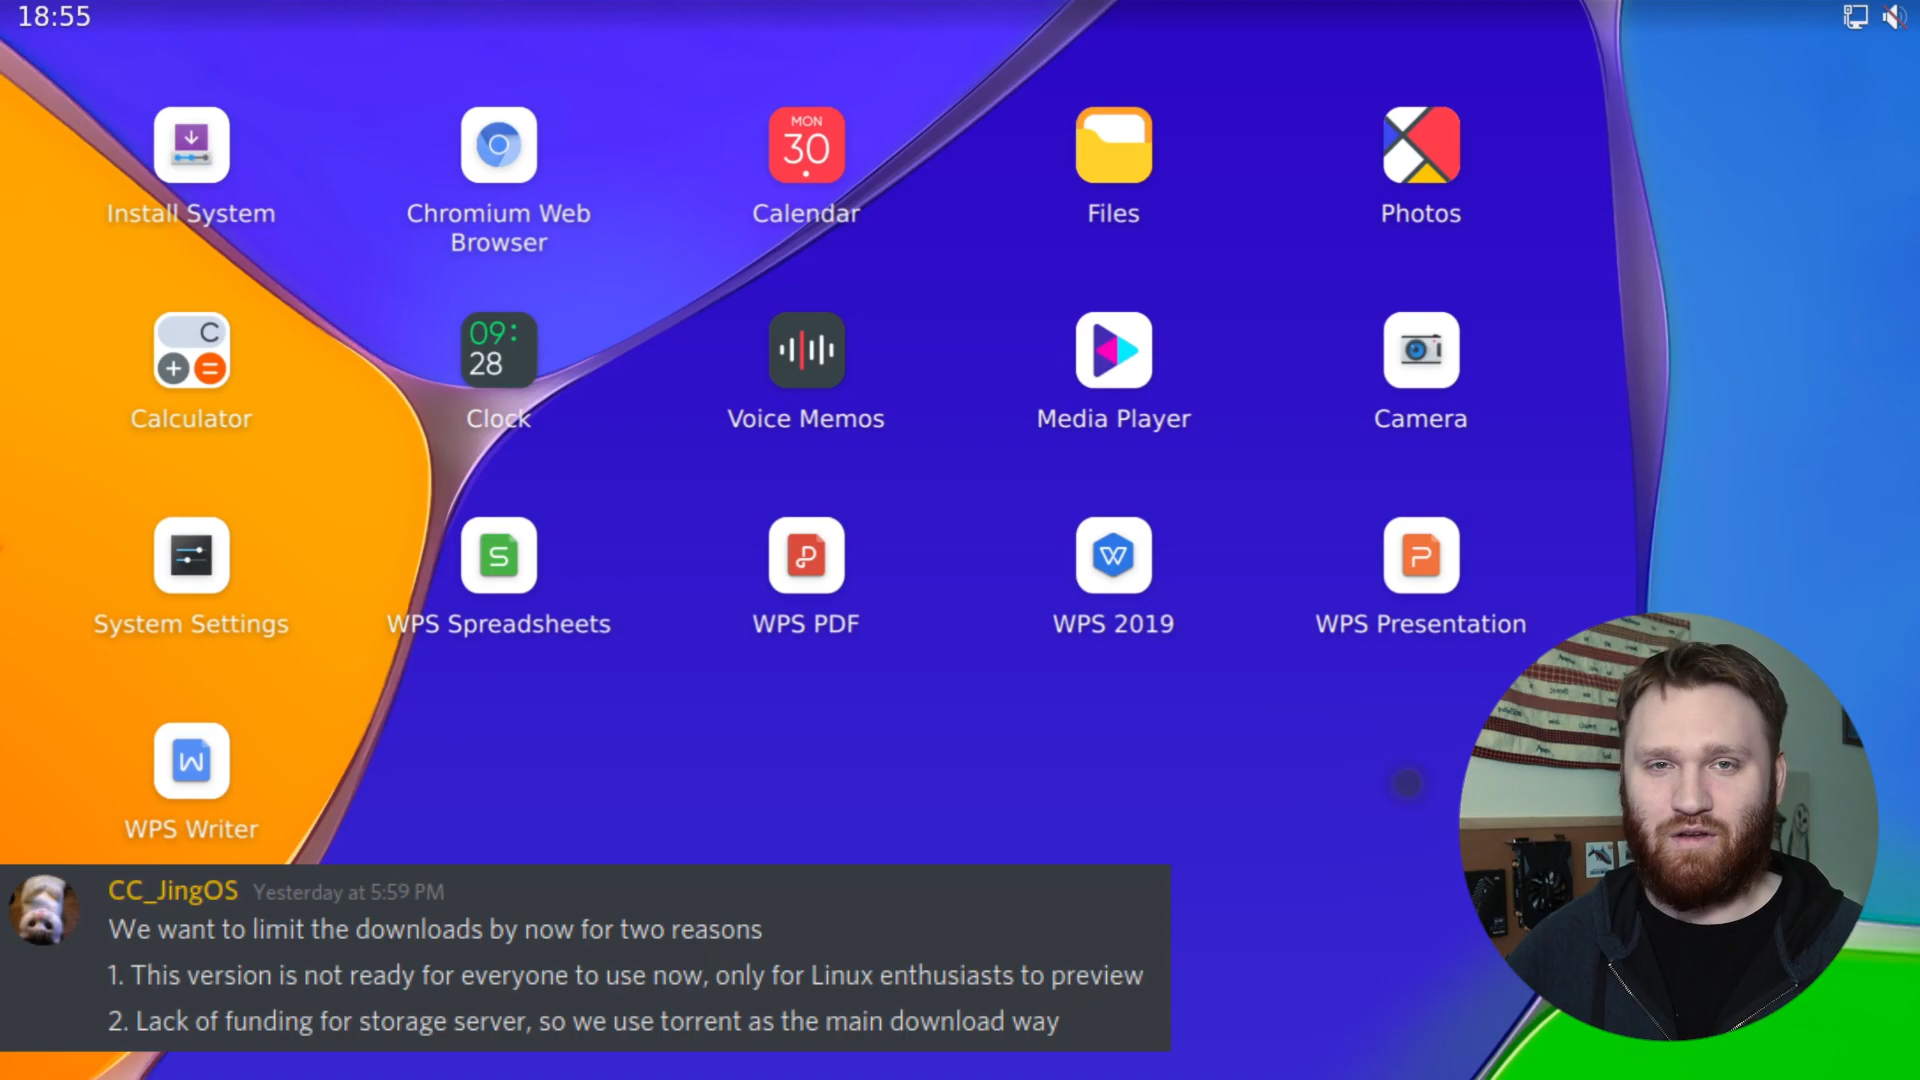 18:55
Install System
Chromium Web
Browser
MON
30
Calendar
Files
Photos
C
+ =
Calculator
09:
28
Clock
Voice Memos
Media Player
Camera
System Settings
S
WPS Spreadsheets
P
WPS PDF
W
WPS 2019
P
WPS Presentation
W
WPS Writer
CC_JingOS Yesterday at 5:59 PM
We want to limit the downloads by now for two reasons
1. This version is not ready for everyone to use now, only for Linux enthusiasts to preview
2. Lack of funding for storage server, so we use torrent as the main download way